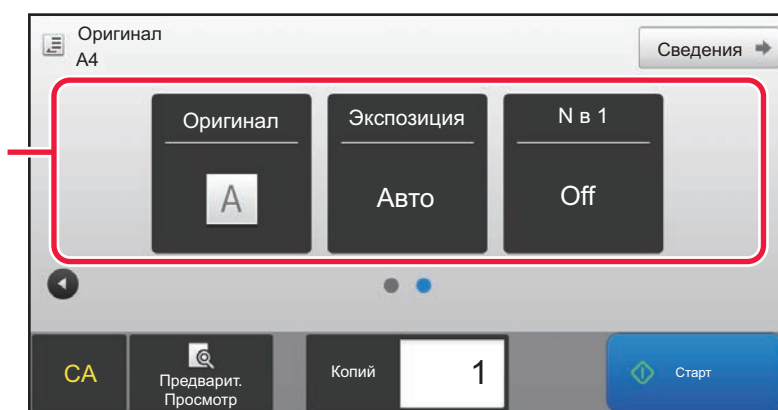 Оригинал
A4
Сведения
Оригинал
Экспозиция
N в 1
A
Авто
Off
CA
Предварит.
Просмотр
Копий
1
Старт